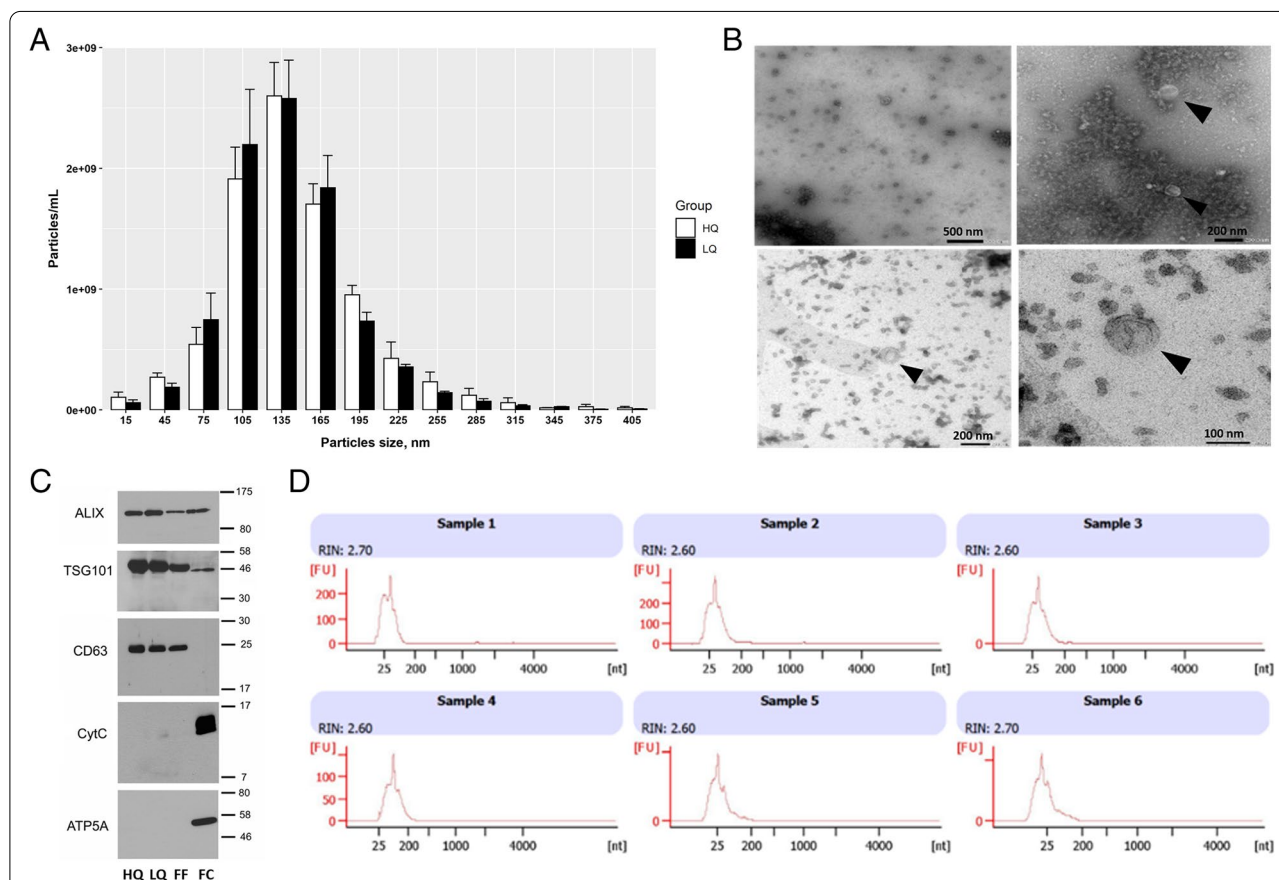 A
3e+09
2e+09
1e+09
0e+00
Particles/mL
15 45 75 105 135 165 195 225 255 285 315 345 375 405
Particles size, nm
Group
HQ
LQ
B
500 nm
200 nm
200 nm
100 nm
C
ALIX
175
80
TSG101
58
46
30
CD63
30
25
17
CytC
17
7
ATP5A
80
58
46
HQ LQ FF FC
D
Sample 1
RIN: 2.70
[FU]
200
100
0
25 200 1000 4000 [nt]
Sample 2
RIN: 2.60
[FU]
200
100
0
25 200 1000 4000 [nt]
Sample 3
RIN: 2.60
[FU]
0
25 200 1000 4000 [nt]
Sample 4
RIN: 2.60
[FU]
100
50
0
25 200 1000 4000 [nt]
Sample 5
RIN: 2.60
[FU]
0
25 200 1000 4000 [nt]
Sample 6
RIN: 2.70
[FU]
0
25 200 1000 4000 [nt]